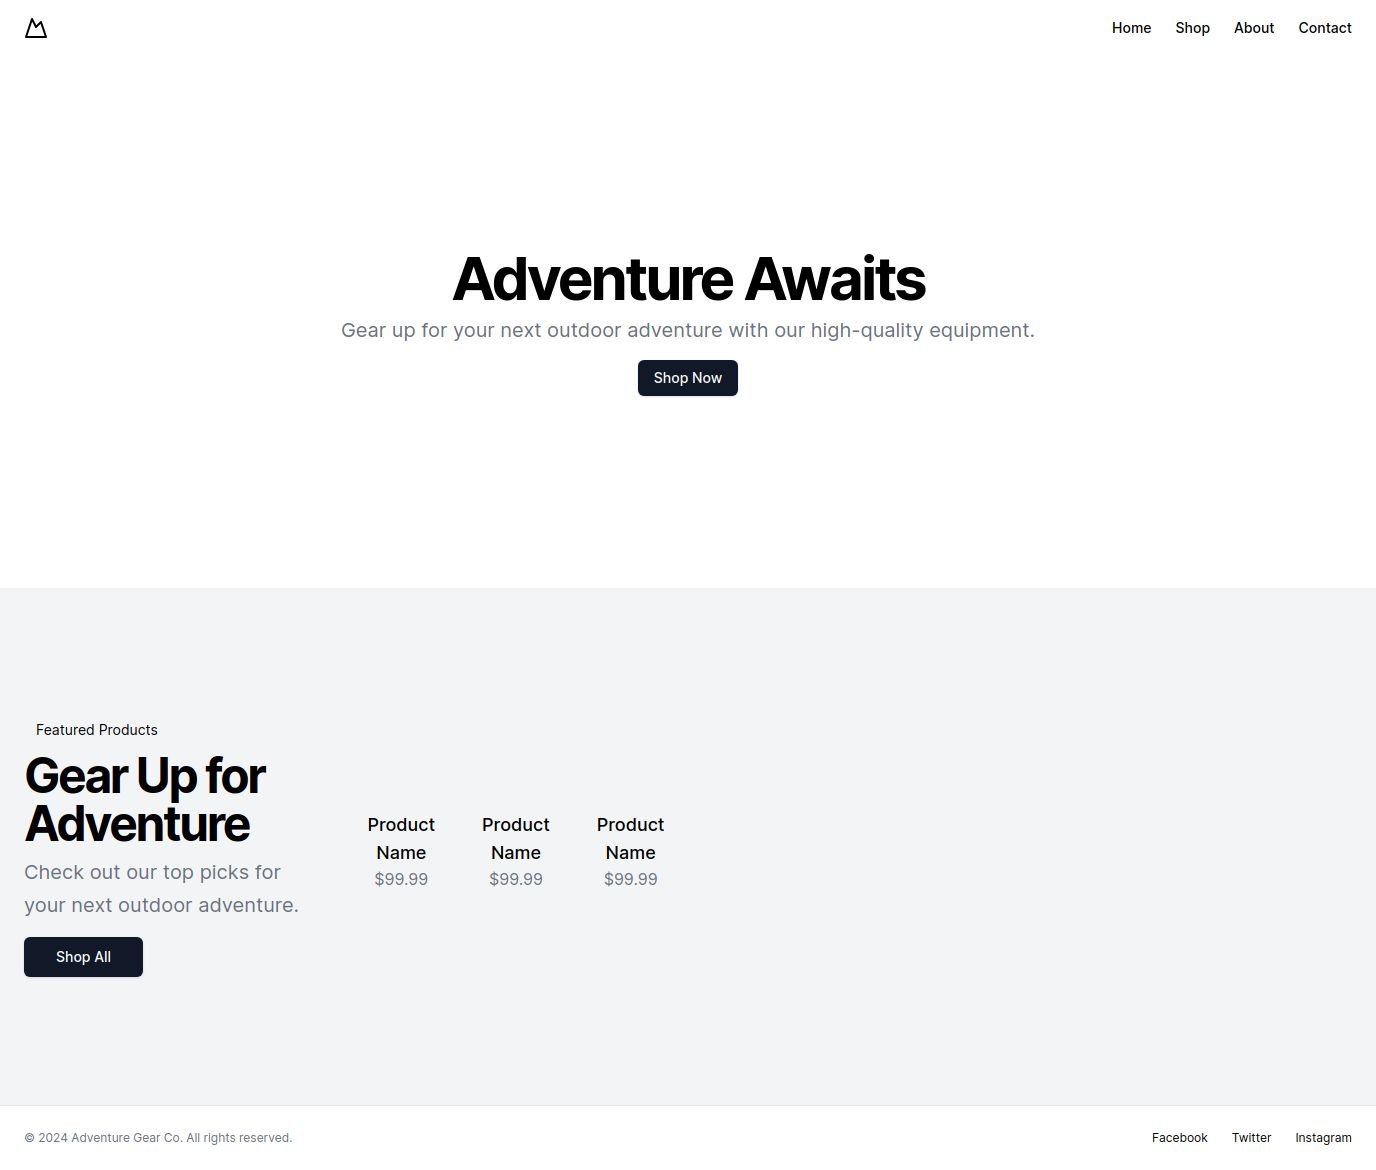 Home Shop About Contact
Adventure Awaits
Gear up for your next outdoor adventure with our high-quality equipment.
Shop Now
Featured Products
Gear Up for
Adventure
Check out our top picks for
your next outdoor adventure.
Shop All
Product
Name
$99.99
Product
Name
$99.99
Product
Name
$99.99
© 2024 Adventure Gear Co. All rights reserved.
Facebook Twitter Instagram